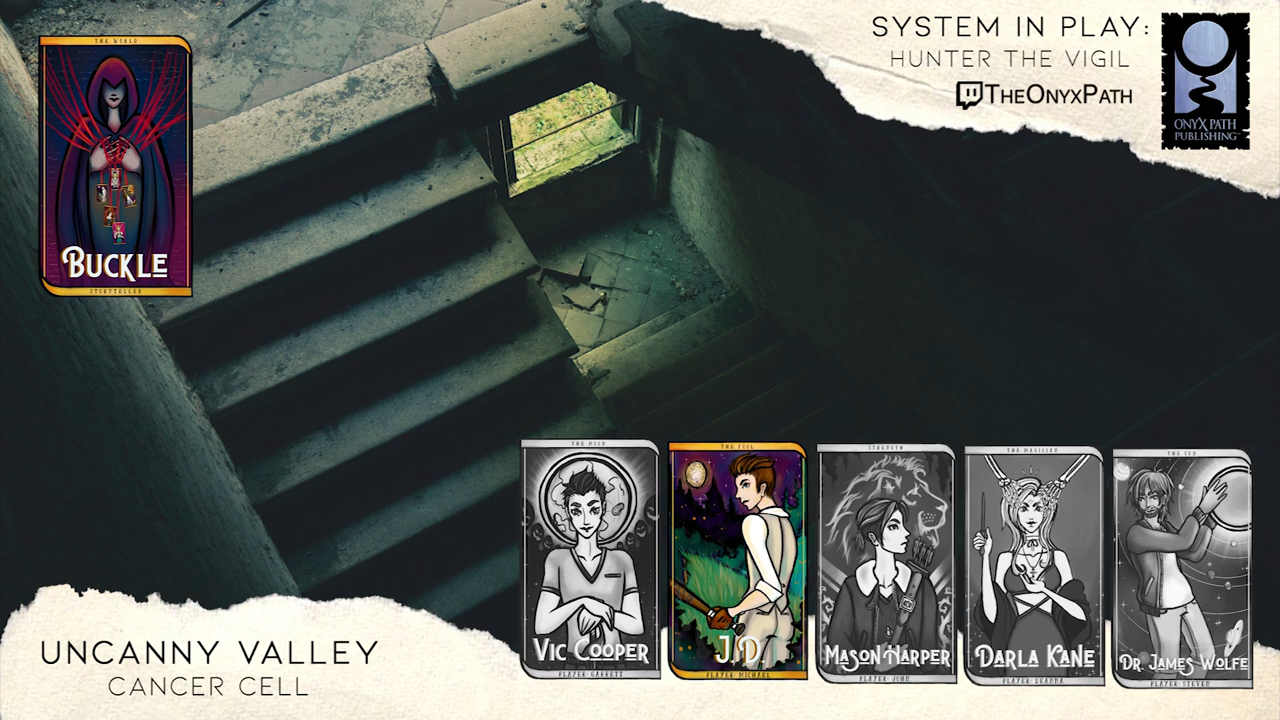 THE WORLD
BUCKLE
STORYTELLER
SYSTEM IN PLAY:
HUNTER THE VIGIL
THEONYXPATH
ONYX PATH
PUBLISHING
UNCANNY VALLEY
CANCER CELL
THE MOON
VIC COOPER
PLAYER: GARRETT
THE FOOL
J.D
PLAYER: MICHAEL
STRENGTH
MASON HARPER
PLAYER: JOHN
THE MAGICIAN
DARLA KANE
PLAYER: DEANNA
THE SUN
DR. JAMES WOLFE
PLAYER: STEVEN